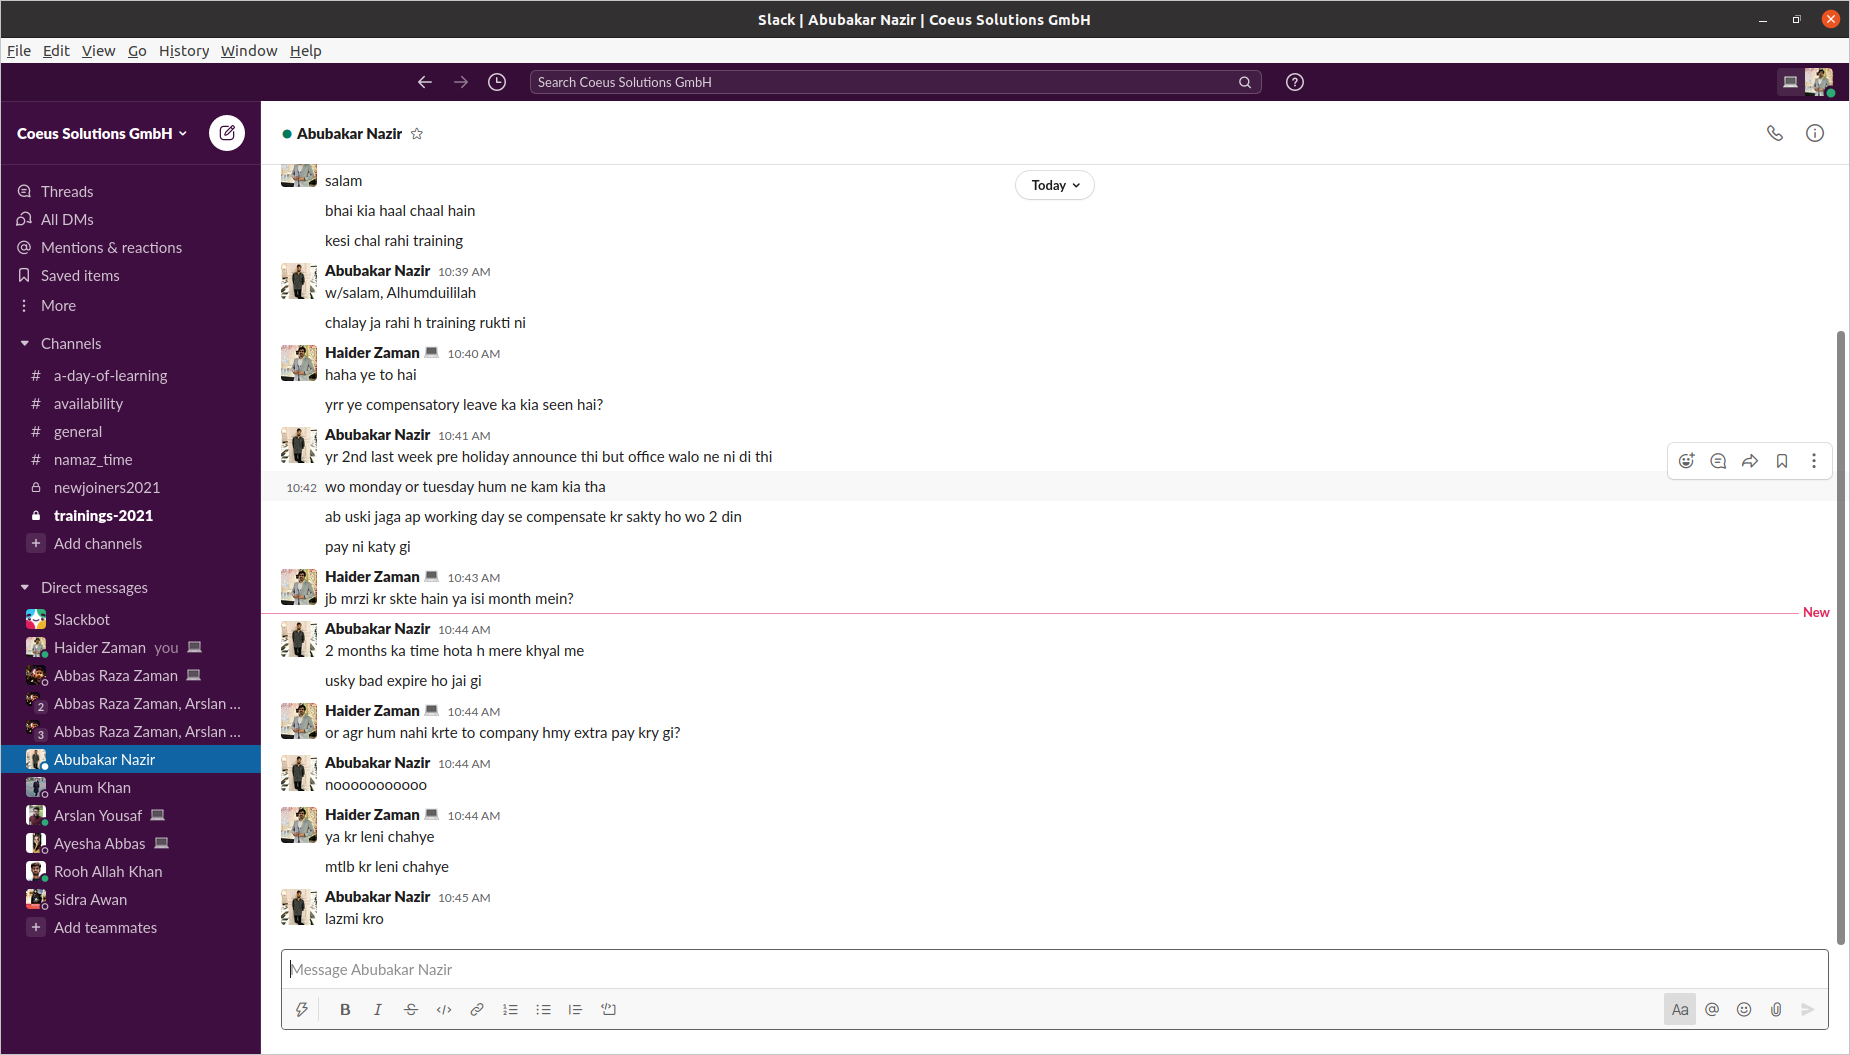 Slack | Abubakar Nazir | Coeus Solutions GmbH
File Edit View Go History Window Help
Search Coeus Solutions GmbH
Coeus Solutions GmbH
Threads
All DMs
Mentions & reactions
Saved items
More
Channels
# a-day-of-learning
# availability
# general
# namaz_time
newjoiners2021
trainings-2021
+ Add channels
Direct messages
Slackbot
Haider Zaman you
Abbas Raza Zaman
2 Abbas Raza Zaman, Arslan ...
3 Abbas Raza Zaman, Arslan ...
Abubakar Nazir
Anum Khan
Arslan Yousaf
Ayesha Abbas
Rooh Allah Khan
Sidra Awan
+ Add teammates
Abubakar Nazir
Today
salam
bhai kia haal chaal hain
kesi chal rahi training
Abubakar Nazir 10:39 AM
w/salam, Alhumduililah
chalay ja rahi h training rukti ni
Haider Zaman 10:40 AM
haha ye to hai
yrr ye compensatory leave ka kia seen hai?
Abubakar Nazir 10:41 AM
yr 2nd last week pre holiday announce thi but office walo ne ni di thi
10:42 wo monday or tuesday hum ne kam kia tha
ab uski jaga ap working day se compensate kr sakty ho wo 2 din
pay ni katy gi
Haider Zaman 10:43 AM
jb mrzi kr skte hain ya isi month mein?
New
Abubakar Nazir 10:44 AM
2 months ka time hota h mere khyal me
usky bad expire ho jai gi
Haider Zaman 10:44 AM
or agr hum nahi krte to company hmy extra pay kry gi?
Abubakar Nazir 10:44 AM
nooooooooooo
Haider Zaman 10:44 AM
ya kr leni chahye
mtlb kr leni chahye
Abubakar Nazir 10:45 AM
lazmi kro
Message Abubakar Nazir
B I S </> Aa @